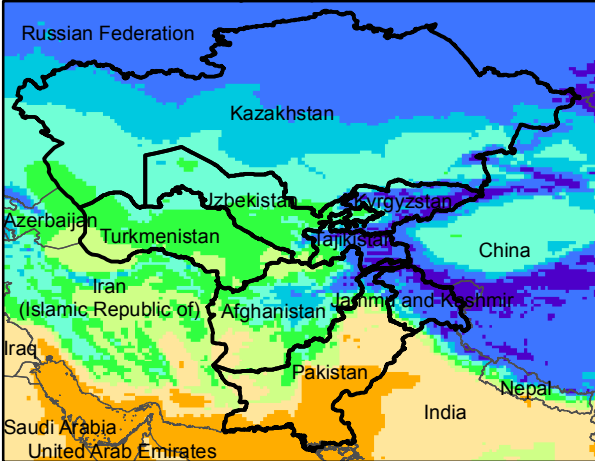 Russian Federation
Kazakhstan
Uzbekistan
Kyrgyzstan
Azerbaijan
Turkmenistan
Tajikistan
China
Iran
(Islamic Republic of)
Afghanistan
Jammu and Kashmir
Iraq
Pakistan
Nepal
India
Saudi Arabia
United Arab Emirates